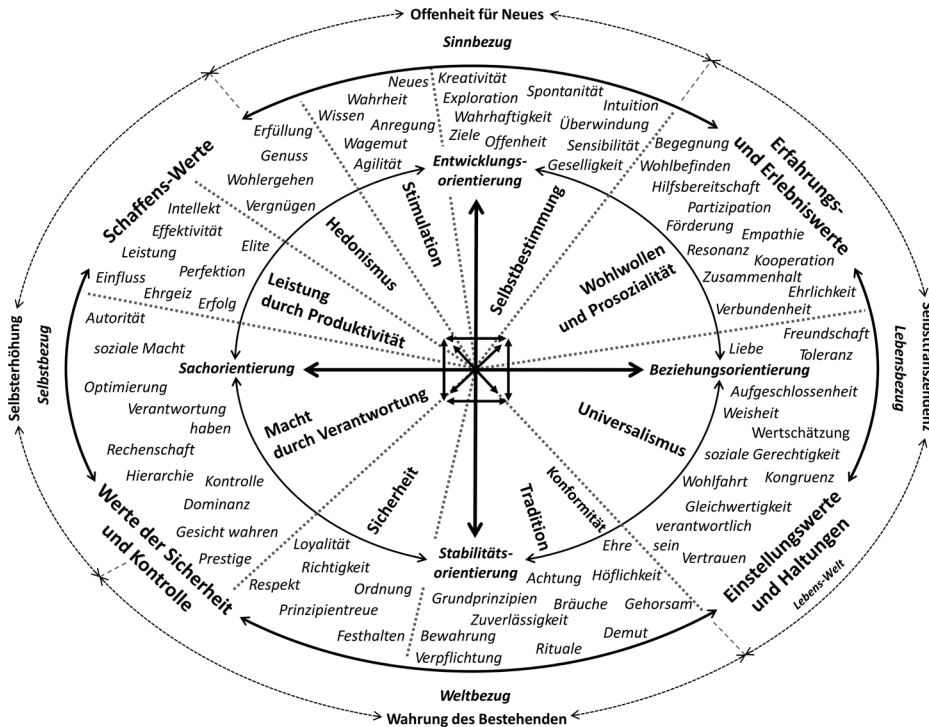 Offenheit für Neues
Sinnbezug
Neues
Kreativität
Spontanität
Wahrheit
Exploration
Intuition
Wissen
Wahrhaftigkeit
Anregung
Überwindung
Erfüllung
Ziele
Offenheit
Begegnung
Wagemut
Sensibilität
Genuss
Agilität
Entwicklungs-
orientierung
Geselligkeit
Wohlbefinden
Wohlergehen
Hilfsbereitschaft
Intellekt
Vergnügen
Partizipation
Effektivität
Förderung
Empathie
Leistung
Elite
Resonanz
Kooperation
Einfluss
Perfektion
Zusammenhalt
Ehrgeiz
Erfolg
Ehrlichkeit
Verbundenheit
Autorität
Freundschaft
soziale Macht
Liebe
Toleranz
Schaffens-Werte
Erfahrungs-
und Erlebniswerte
Hedonismus
Stimulation
Selbstbestimmung
Wohlwollen
und Prosozialität
Leistung
durch Produktivität
Selbsterhöhung
Selbstbezug
Sachorientierung
Beziehungsorientierung
Lebensbezug
Selbsttranszendenz
Macht
durch Verantwortung
Universalismus
Sicherheit
Tradition
Konformität
Optimierung
Aufgeschlossenheit
Verantwortung
haben
Weisheit
Wertschätzung
Rechenschaft
soziale Gerechtigkeit
Hierarchie
Kontrolle
Wohlfahrt
Kongruenz
Dominanz
Gleichwertigkeit
Gesicht wahren
verantwortlich
sein
Prestige
Loyalität
Ehre
Vertrauen
Richtigkeit
Stabilitäts-
orientierung
Respekt
Ordnung
Achtung
Höflichkeit
Prinzipientreue
Grundprinzipien
Bräuche
Gehorsam
Zuverlässigkeit
Festhalten
Bewahrung
Demut
Verpflichtung
Rituale
Werte der Sicherheit
und Kontrolle
Einstellungswerte
und Haltungen
Lebens-Welt
Weltbezug
Wahrung des Bestehenden